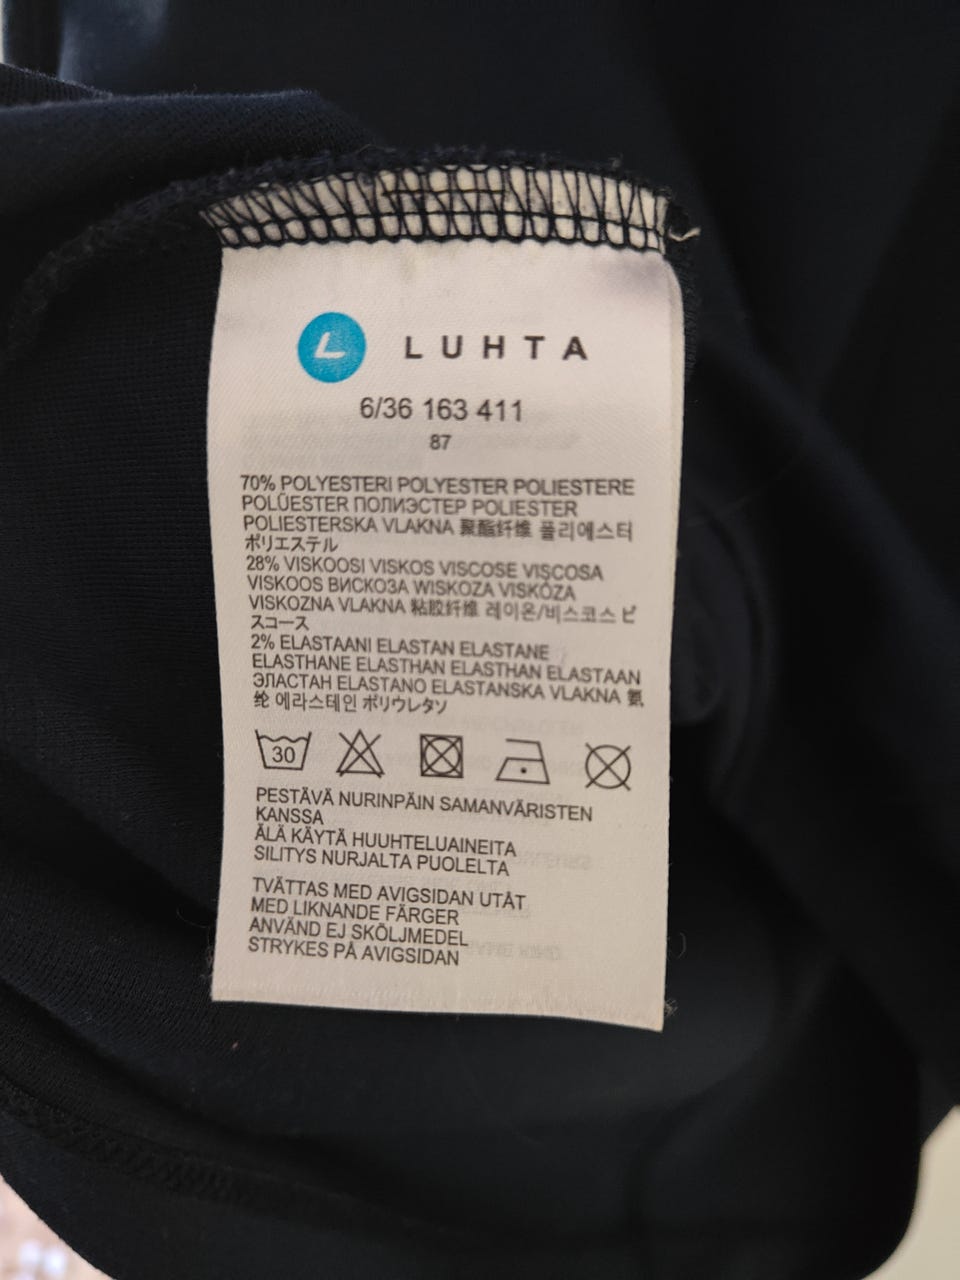 L LUHTA
6/36 163 411
87
70% POLYESTERI POLYESTER POLIESTERE
POLÜESTER ПОЛИЭСТЕР POLIESTER
POLIESTERSKA VLAKNA 聚酯纤维 폴리에스터
ポリエステル
28% VISKOOSI VISKOS VISCOSE VISCOSA
VISKOOS ВИСКОЗА WISKOZA VISKÓZA
VISKOZNA VLAKNA 粘胶纤维 레이온/비스코스 ビ
スコース
2% ELASTAANI ELASTAN ELASTANE
ELASTHANE ELASTHAN ELASTHAN ELASTAAN
ЭЛАСТАН ELASTANO ELASTANSKA VLAKNA 氨
纶 에라스테인 ポリウレタソ
30
PESTÄVÄ NURINPÄIN SAMANVÄRISTEN
KANSSA
ÄLÄ KÄYTÄ HUUHTELUAINEITA
SILITYS NURJALTA PUOLELTA
TVÄTTAS MED AVIGSIDAN UTÅT
MED LIKNANDE FÄRGER
ANVÄND EJ SKÖLJMEDEL
STRYKES PÅ AVIGSIDAN